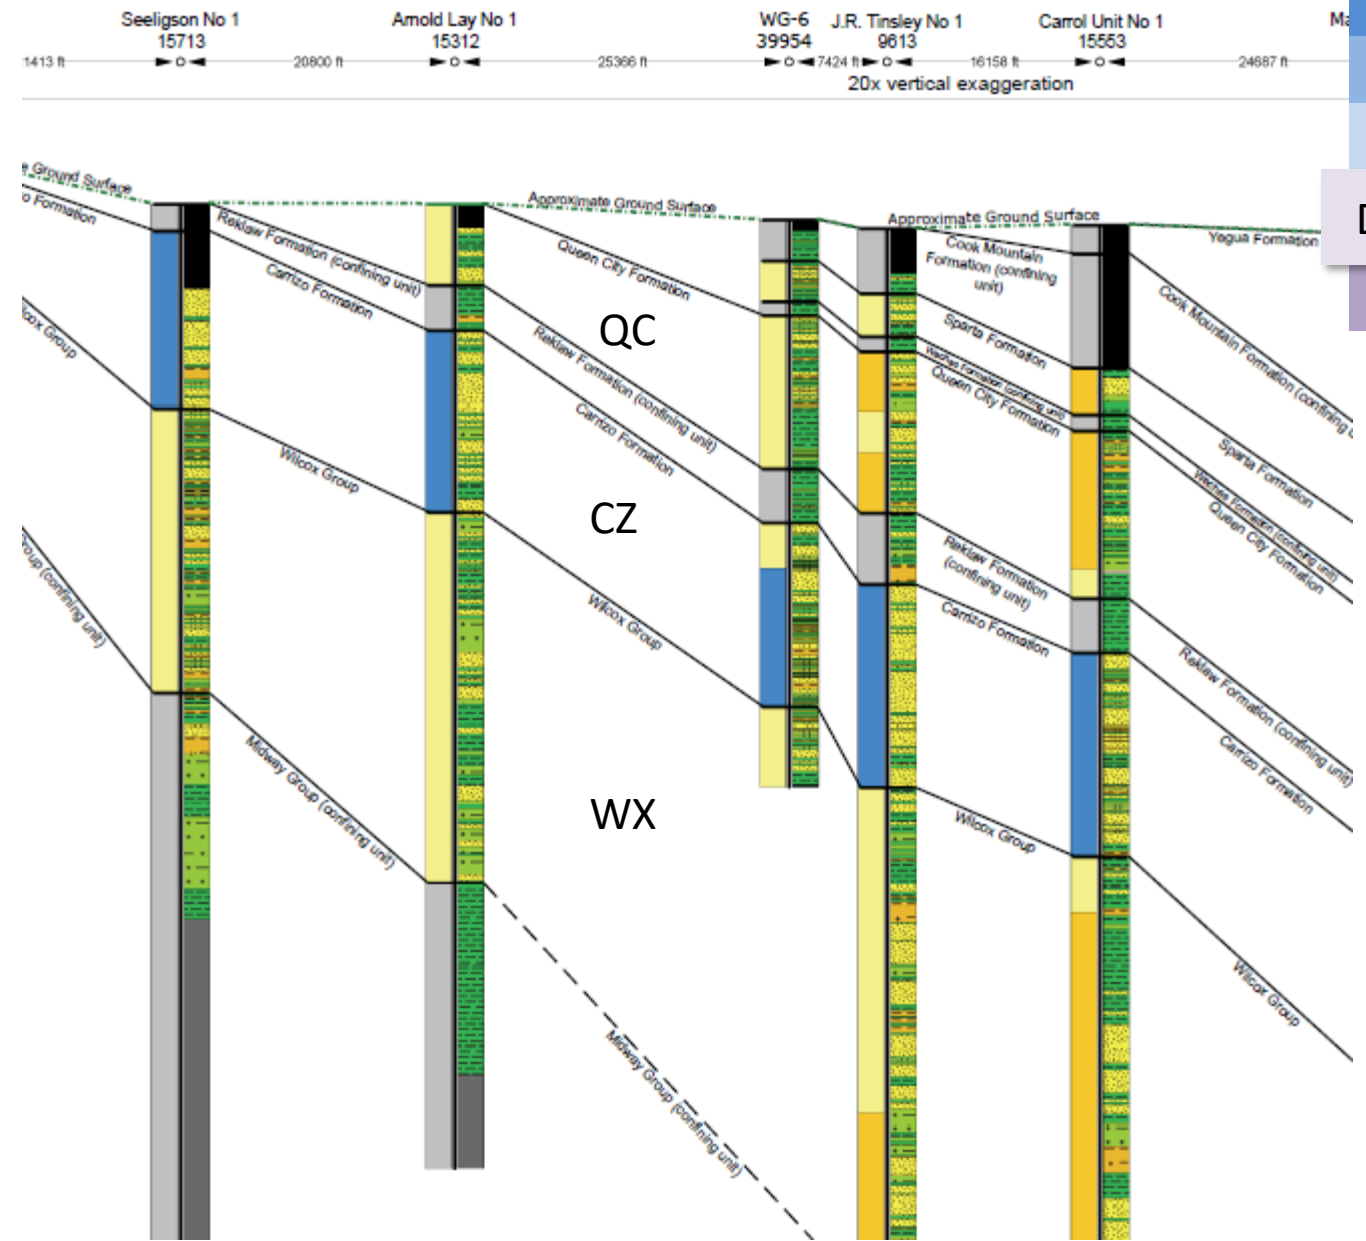 Seeligson No 1
15713
Arnold Lay No 1
15312
WG-6
39954
J.R. Tinsley No 1
9613
Carrol Unit No 1
15553
Ma
1413 ft
20800 ft
25366 ft
7424 ft
16158 ft
24687 ft
20x vertical exaggeration
Ground Surface
o Formation
cox Group
Group (confining unit)
Reklaw Formation (confining unit)
Carrizo Formation
Wilcox Group
Midway Group (confining unit)
Approximate Ground Surface
Queen City Formation
QC
Reklaw Formation (confining unit)
Carrizo Formation
CZ
Wilcox Group
WX
Midway Group (confining unit)
Approximate Ground Surface
Cook Mountain
Formation (confining
unit)
Sparta Formation
Weches Formation (confining unit)
Queen City Formation
Reklaw Formation
(confining unit)
Carrizo Formation
Wilcox Group
Yegua Formation
D
Cook Mountain Formation (confining
Sparta Formation
Weches Formation (confining unit)
Queen City Formation
Reklaw Formation (confining unit)
Carrizo Formation
Wilcox Group